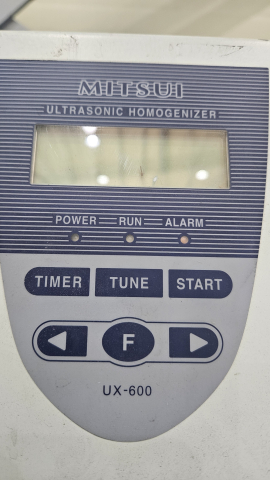 MITSUI
ULTRASONIC HOMOGENIZER
POWER RUN ALARM
TIMER TUNE START
F
UX-600